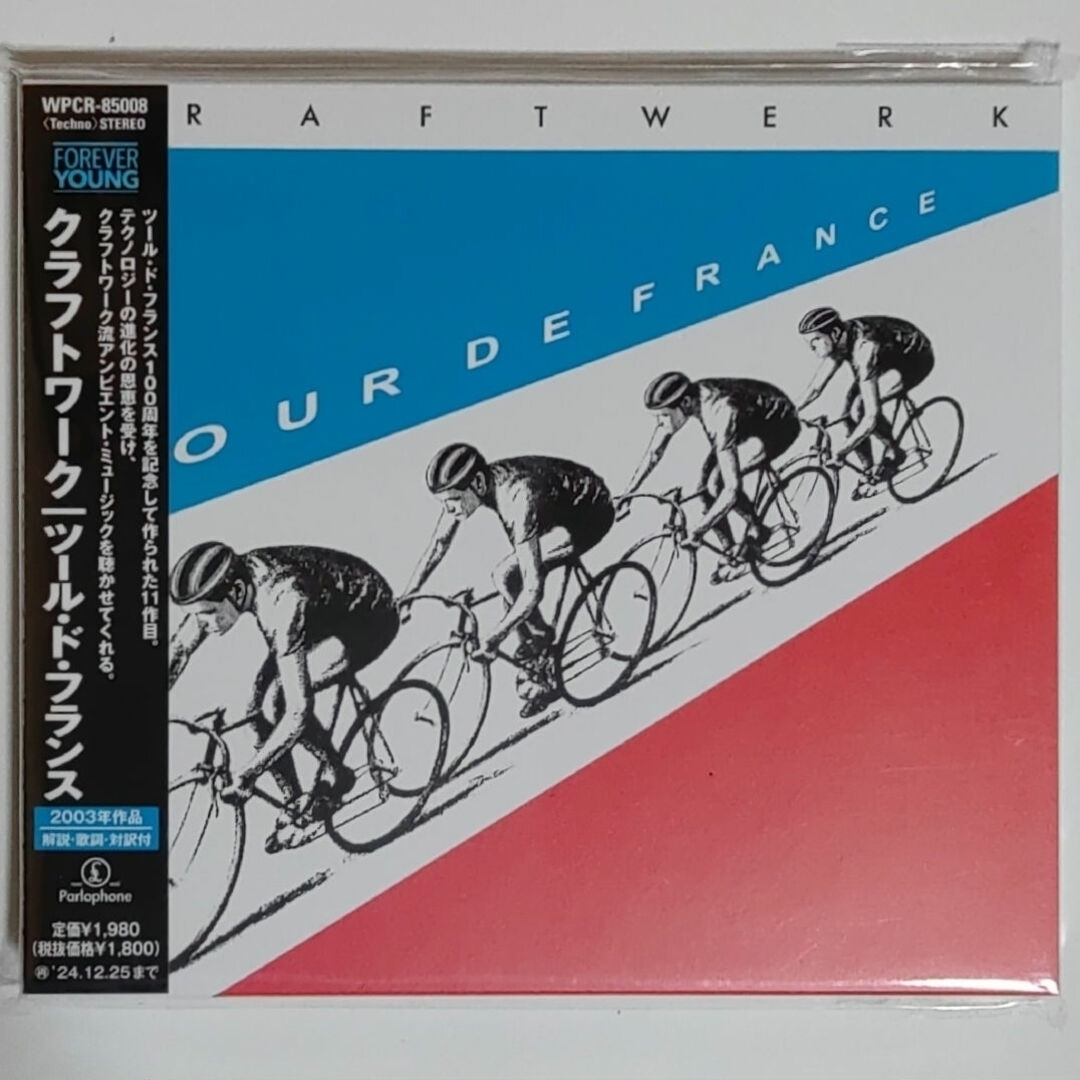 WPCR-85008
〈Techno〉STEREO
FOREVER
YOUNG
ツール・ド・フランス100周年を記念して作られた11作目。
テクノロジーの進化の恩恵を受け、
クラフトワーク流アンビエント・ミュージックを聴かせてくれる。
クラフトワーク|ツール・ド・フランス
2003年作品
解説・歌詞・対訳付
£
Parlophone
定価¥1,980
(税抜価格¥1,800)
Ⓟ'24.12.25まで
RAFTWERK
OUR DE FRANCE